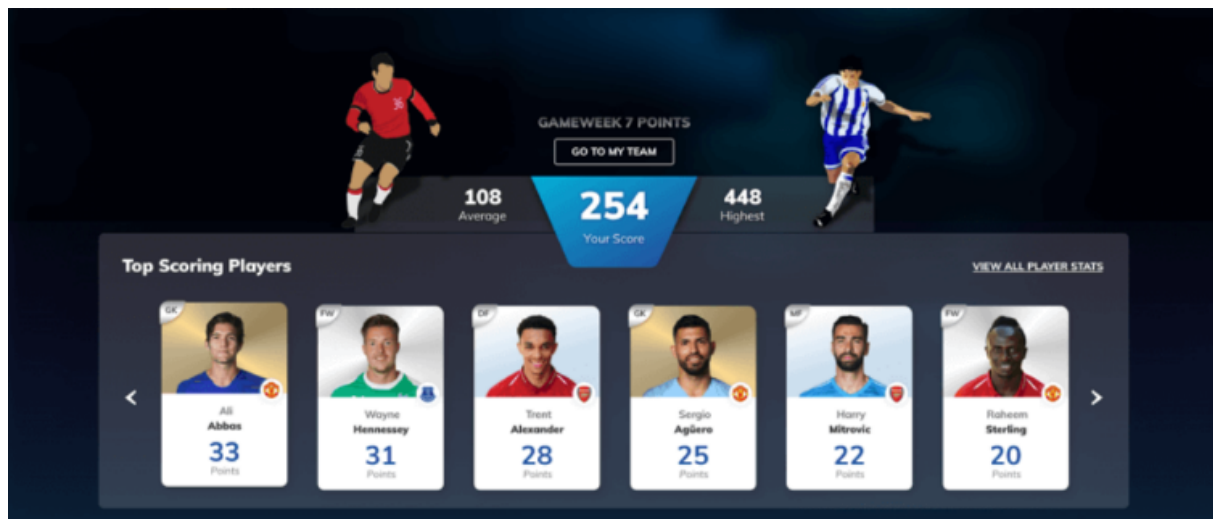 36
GAMEWEEK 7 POINTS
GO TO MY TEAM
108
Average
254
Your Score
448
Highest
Top Scoring Players
VIEW ALL PLAYER STATS
GK
Ali
Abbas
33
Points
FW
Wayne
Hennessey
31
Points
DF
Trent
Alexander
28
Points
GK
Sergio
Agüero
25
Points
MF
Harry
Mitrovic
22
Points
FW
Raheem
Sterling
20
Points